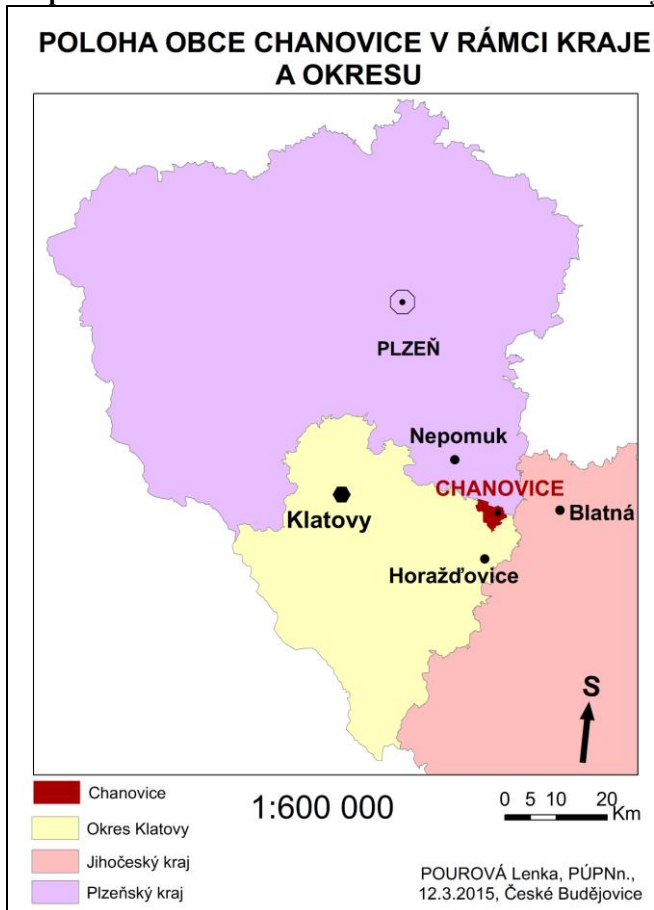 POLOHA OBCE CHANOVICE V RÁMCI KRAJE
A OKRESU
PLZEŇ
Nepomuk
CHANOVICE
Klatovy
Blatná
Horažďovice
S
Chanovice
Okres Klatovy
Jihočeský kraj
Plzeňský kraj
1:600 000
0 5 10 20
Km
POUROVÁ Lenka, PÚPNn.,
12.3.2015, České Budějovice